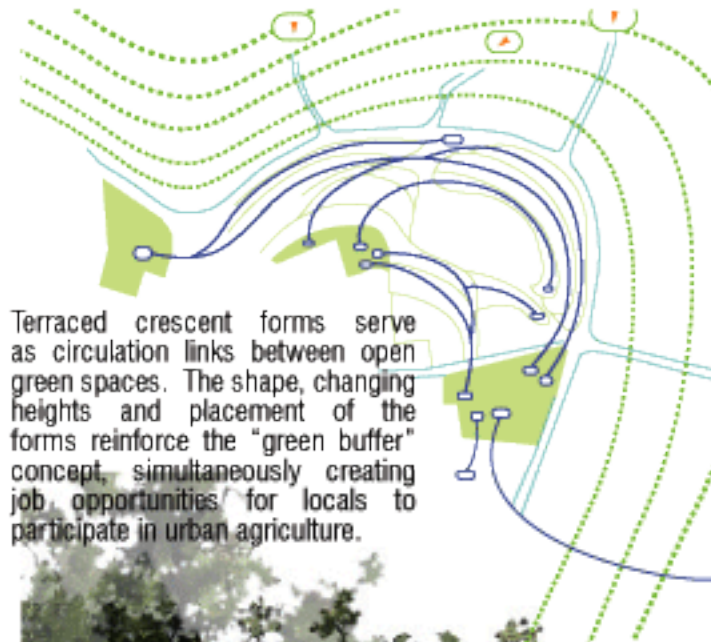 Terraced crescent forms serve
as circulation links between open
green spaces. The shape, changing
heights and placement of the
forms reinforce the “green buffer”
concept, simultaneously creating
job opportunities for locals to
participate in urban agriculture.